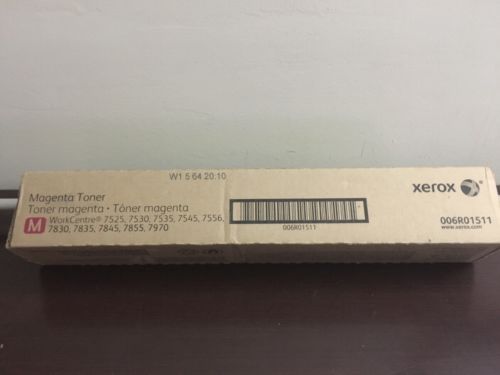 W1 5 64 20:10
Magenta Toner
Toner magenta • Tóner magenta
M WorkCentre® 7525, 7530, 7535, 7545, 7556,
7830, 7835, 7845, 7855, 7970
006R01511
xerox
006R01511
www.xerox.com